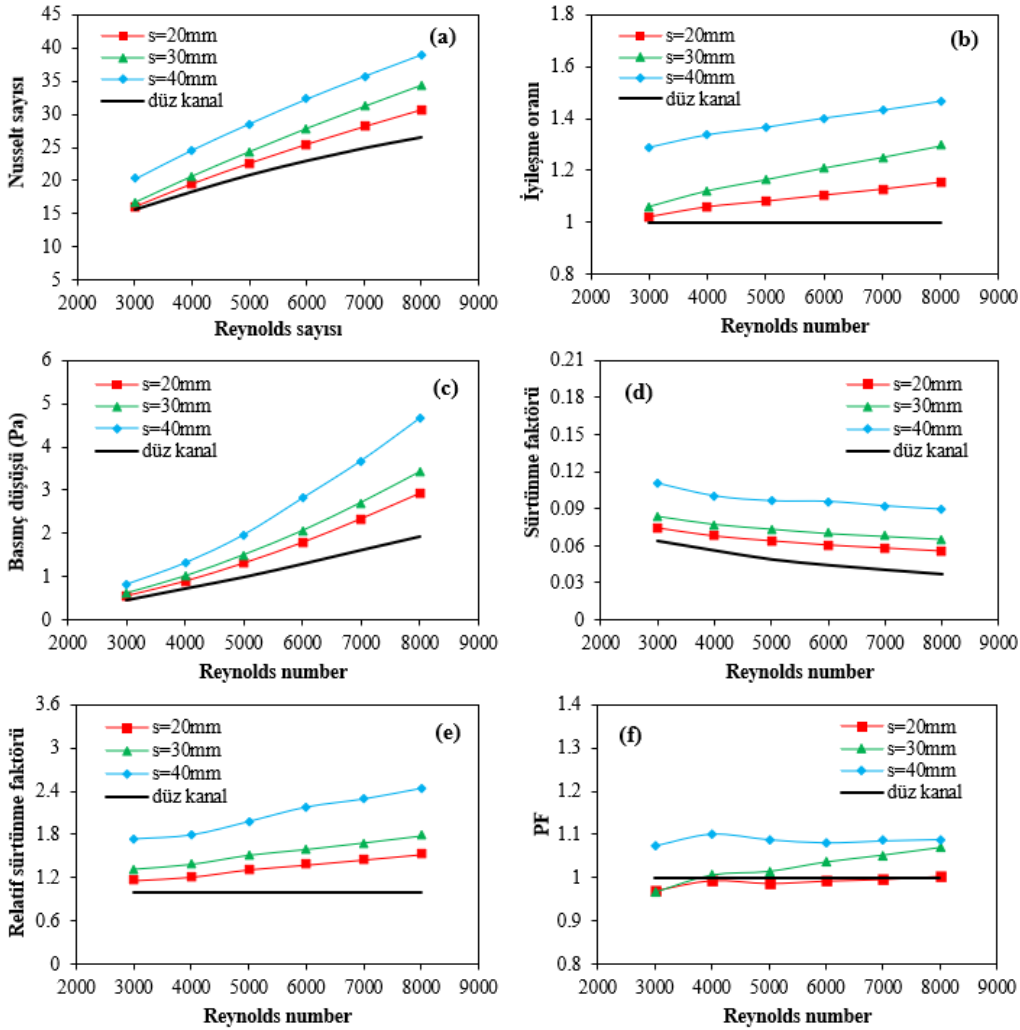 45
40
35
30
25
20
15
10
5
2000 3000 4000 5000 6000 7000 8000 9000
Nusselt sayısı
Reynolds sayısı
s=20mm
s=30mm
s=40mm
düz kanal
(a)
1.8
1.6
1.4
1.2
1
0.8
2000 3000 4000 5000 6000 7000 8000 9000
İyileşme oranı
Reynolds number
s=20mm
s=30mm
s=40mm
düz kanal
(b)
6
5
4
3
2
1
0
2000 3000 4000 5000 6000 7000 8000 9000
Basınç düşüşü (Pa)
Reynolds number
s=20mm
s=30mm
s=40mm
düz kanal
(c)
0.21
0.18
0.15
0.12
0.09
0.06
0.03
0
2000 3000 4000 5000 6000 7000 8000 9000
Sürtünme faktörü
Reynolds number
(d)
s=20mm
s=30mm
s=40mm
düz kanal
3.6
3
2.4
1.8
1.2
0.6
0
2000 3000 4000 5000 6000 7000 8000 9000
Relatif sürtünme faktörü
Reynolds number
s=20mm
s=30mm
s=40mm
düz kanal
(e)
1.4
1.3
1.2
1.1
1
0.9
0.8
2000 3000 4000 5000 6000 7000 8000 9000
PF
Reynolds number
(f)
s=20mm
s=30mm
s=40mm
düz kanal